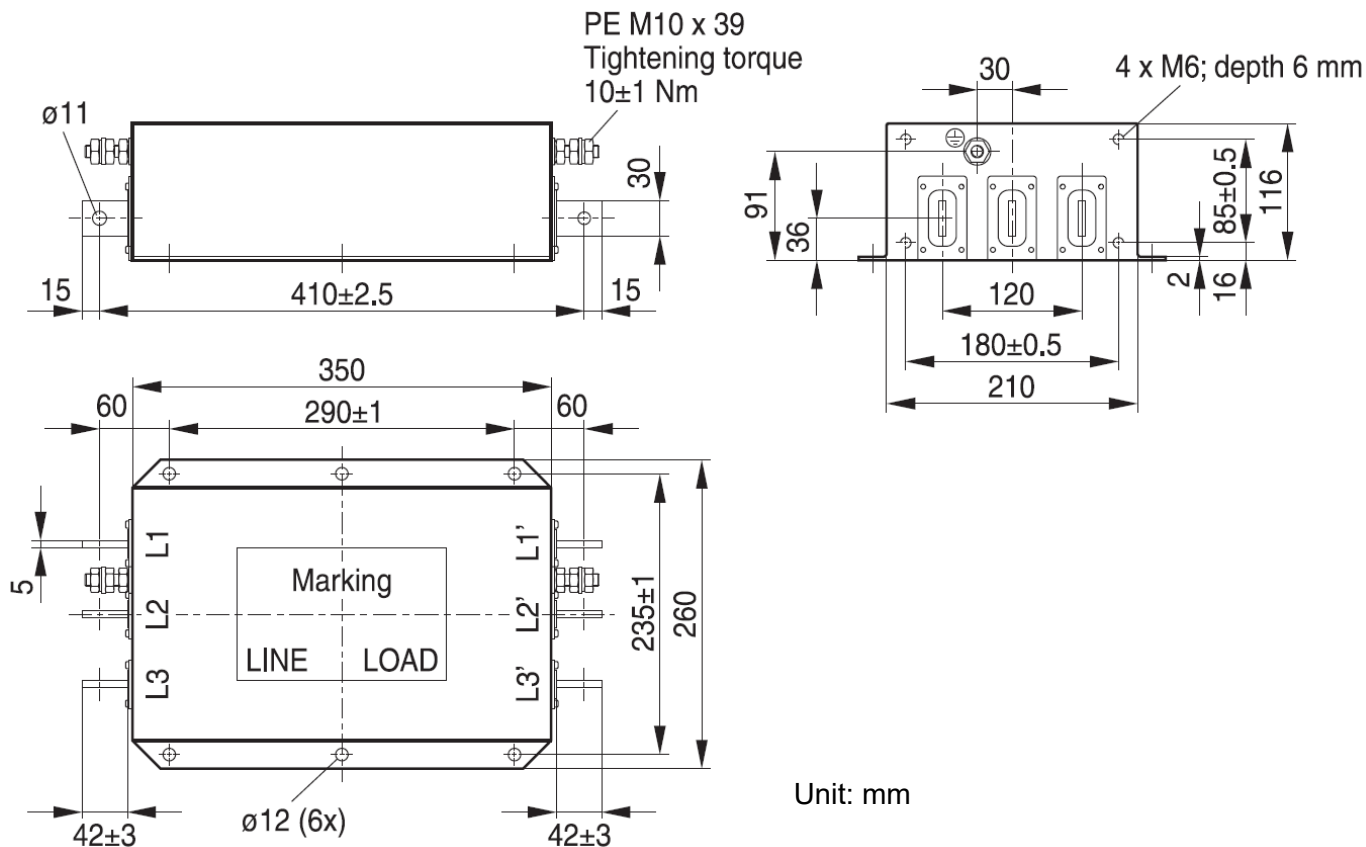 PE M10 x 39
Tightening torque
10±1 Nm
ø11
30
15
410±2.5
15
30
4 x M6; depth 6 mm
91
36
85±0.5
116
2
16
120
180±0.5
210
350
60
290±1
60
L1
L1’
5
L2
L2’
L3
L3’
Marking
LINE LOAD
235±1
260
42±3
ø12 (6x)
42±3
Unit: mm